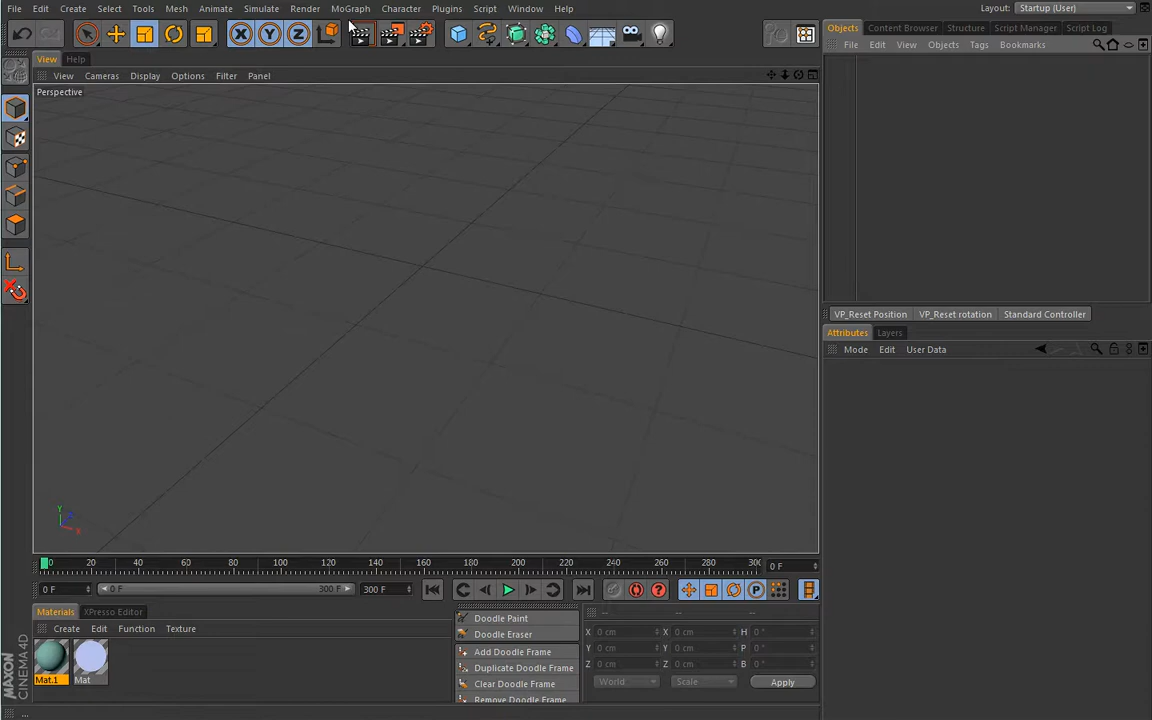 File Edit Create Select Tools Mesh Animate Simulate Render MoGraph Character Plugins Script Window Help Layout: Startup (User)
X Y Z
Objects Content Browser Structure Script Manager Script Log
File Edit View Objects Tags Bookmarks
View Help
View Cameras Display Options Filter Panel
Perspective
VP_Reset Position VP_Reset rotation Standard Controller
Attributes Layers
Mode Edit User Data
Y
Z
X
0 20 40 60 80 100 120 140 160 180 200 220 240 260 280 300 0 F
0 F 0 F 300 F 300 F P
Materials XPresso Editor
Create Edit Function Texture
Mat.1 Mat
Doodle Paint
Doodle Eraser
Add Doodle Frame
Duplicate Doodle Frame
Clear Doodle Frame
Remove Doodle Frame
-- -- --
X 0 cm X 0 cm H 0 °
Y 0 cm Y 0 cm P 0 °
Z 0 cm Z 0 cm B 0 °
World Scale Apply
MAXON
CINEMA 4D
...